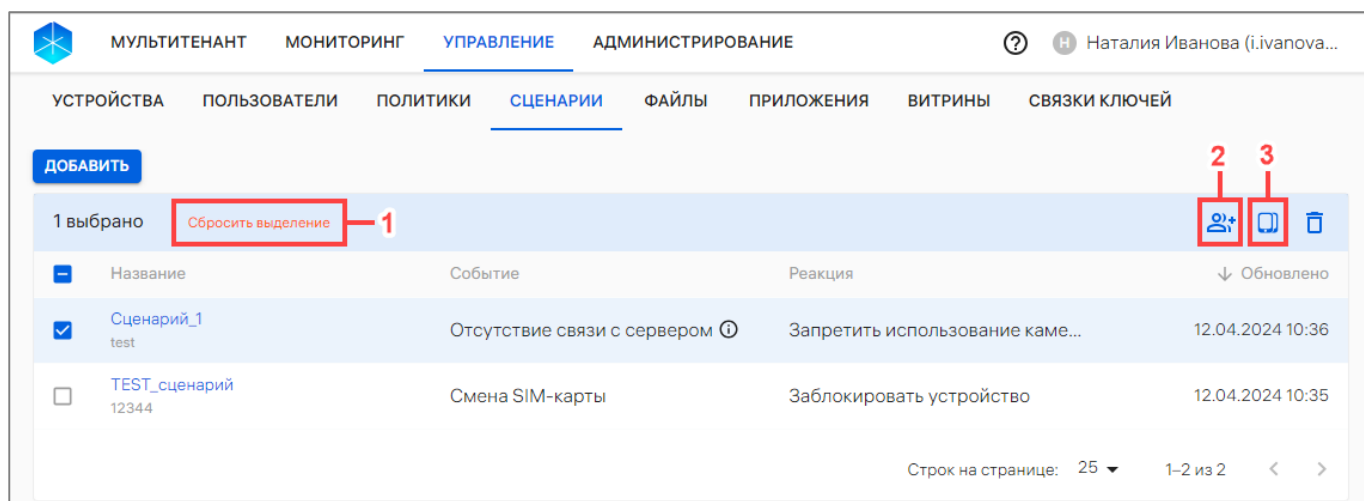 МУЛЬТИТЕНАНТ МОНИТОРИНГ УПРАВЛЕНИЕ АДМИНИСТРИРОВАНИЕ ? Н Наталия Иванова (i.ivanova...
УСТРОЙСТВА ПОЛЬЗОВАТЕЛИ ПОЛИТИКИ СЦЕНАРИИ ФАЙЛЫ ПРИЛОЖЕНИЯ ВИТРИНЫ СВЯЗКИ КЛЮЧЕЙ
ДОБАВИТЬ 2 3
1 выбрано Сбросить выделение 1
Название Событие Реакция Обновлено
Сценарий_1 Отсутствие связи с сервером Запретить использование каме... 12.04.2024 10:36
test
TEST_сценарий Смена SIM-карты Заблокировать устройство 12.04.2024 10:35
12344
Строк на странице: 25 1–2 из 2